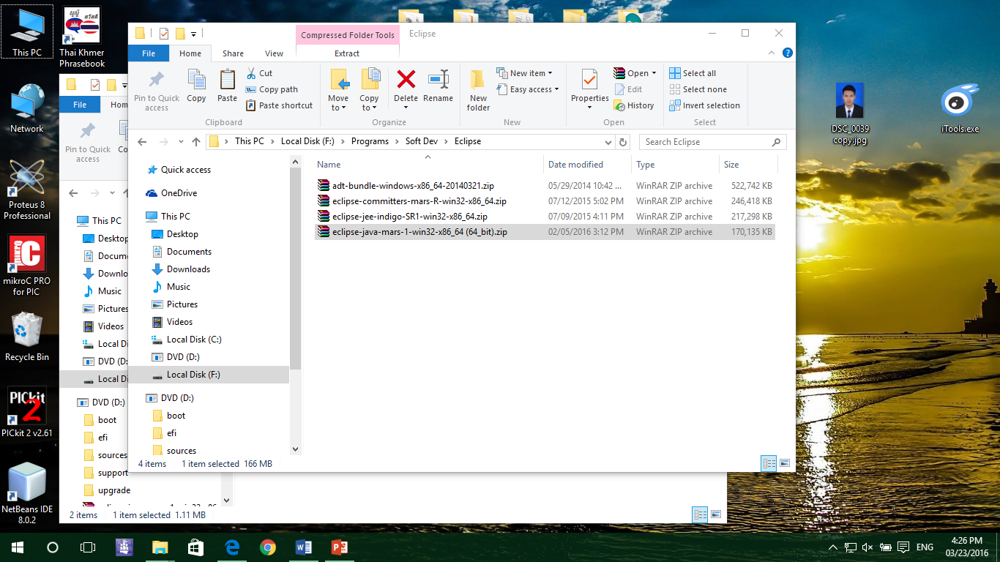 This PC
សួស្តី สวัสดี
Thai Khmer
Phrasebook
Network
Proteus 8
Professional
mikro
C
mikroC PRO
for PIC
Recycle Bin
PICkit
2
PICkit 2 v2.61
NetBeans IDE
8.0.2
DSC_0039
copy.jpg
iTools.exe
Compressed Folder Tools
Eclipse
File
Home
Share
View
Extract
Pin to Quick
access
Copy
Paste
Cut
Copy path
Paste shortcut
Clipboard
Move
to
Copy
to
Delete
Rename
Organize
New
folder
New item
Easy access
New
Properties
Open
Edit
History
Open
Select all
Select none
Invert selection
Select
This PC
Local Disk (F:)
Programs
Soft Dev
Eclipse
Search Eclipse
Quick access
OneDrive
This PC
Desktop
Documents
Downloads
Music
Pictures
Videos
Local Disk (C:)
DVD (D:)
Local Disk (F:)
DVD (D:)
boot
efi
sources
Name Date modified Type Size
adt-bundle-windows-x86_64-20140321.zip 05/29/2014 10:42 ... WinRAR ZIP archive 522,742 KB
eclipse-committers-mars-R-win32-x86_64.zip 07/12/2015 5:02 PM WinRAR ZIP archive 246,418 KB
eclipse-jee-indigo-SR1-win32-x86_64.zip 07/09/2015 4:11 PM WinRAR ZIP archive 217,298 KB
eclipse-java-mars-1-win32-x86_64 (64_bit).zip 02/05/2016 3:12 PM WinRAR ZIP archive 170,135 KB
4 items 1 item selected 166 MB
File
Hom
Pin to Quick
access
Co
This PC
Desktop
Docum
Downlo
Music
Pictures
Videos
Local Di
DVD (D:
Local Di
DVD (D:)
boot
efi
sources
support
upgrade
2 items 1 item selected 1.11 MB
ENG
4:26 PM
03/23/2016